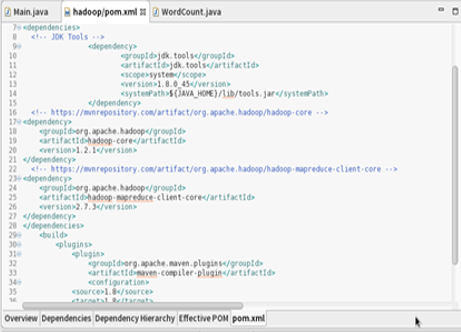 Main.java hadoop/pom.xml WordCount.java
7 <dependencies>
8 <!-- JDK Tools -->
9 <dependency>
10 <groupId>jdk.tools</groupId>
11 <artifactId>jdk.tools</artifactId>
12 <scope>system</scope>
13 <version>1.8.0_45</version>
14 <systemPath>${JAVA_HOME}/lib/tools.jar</systemPath>
15 </dependency>
16 <!-- https://mvnrepository.com/artifact/org.apache.hadoop/hadoop-core -->
17 <dependency>
18 <groupId>org.apache.hadoop</groupId>
19 <artifactId>hadoop-core</artifactId>
20 <version>1.2.1</version>
21 </dependency>
22 <!-- https://mvnrepository.com/artifact/org.apache.hadoop/hadoop-mapreduce-client-core -->
23 <dependency>
24 <groupId>org.apache.hadoop</groupId>
25 <artifactId>hadoop-mapreduce-client-core</artifactId>
26 <version>2.7.3</version>
27 </dependency>
28 </dependencies>
29 <build>
30 <plugins>
31 <plugin>
32 <groupId>org.apache.maven.plugins</groupId>
33 <artifactId>maven-compiler-plugin</artifactId>
34 <configuration>
35 <source>1.8</source>
36 <target>1.8</target>
Overview Dependencies Dependency Hierarchy Effective POM pom.xml